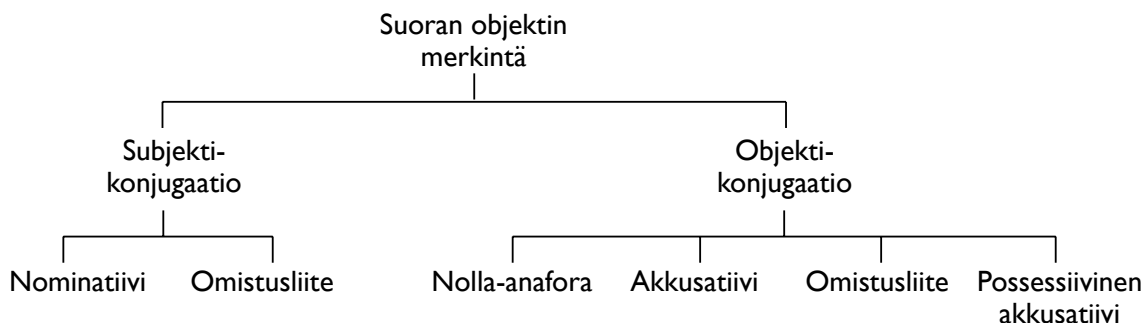 Suoran objektin
merkintä
Subjekti-
konjugaatio
Objekti-
konjugaatio
Nominatiivi
Omistusliite
Nolla-anafora
Akkusatiivi
Omistusliite
Possessiivinen
akkusatiivi